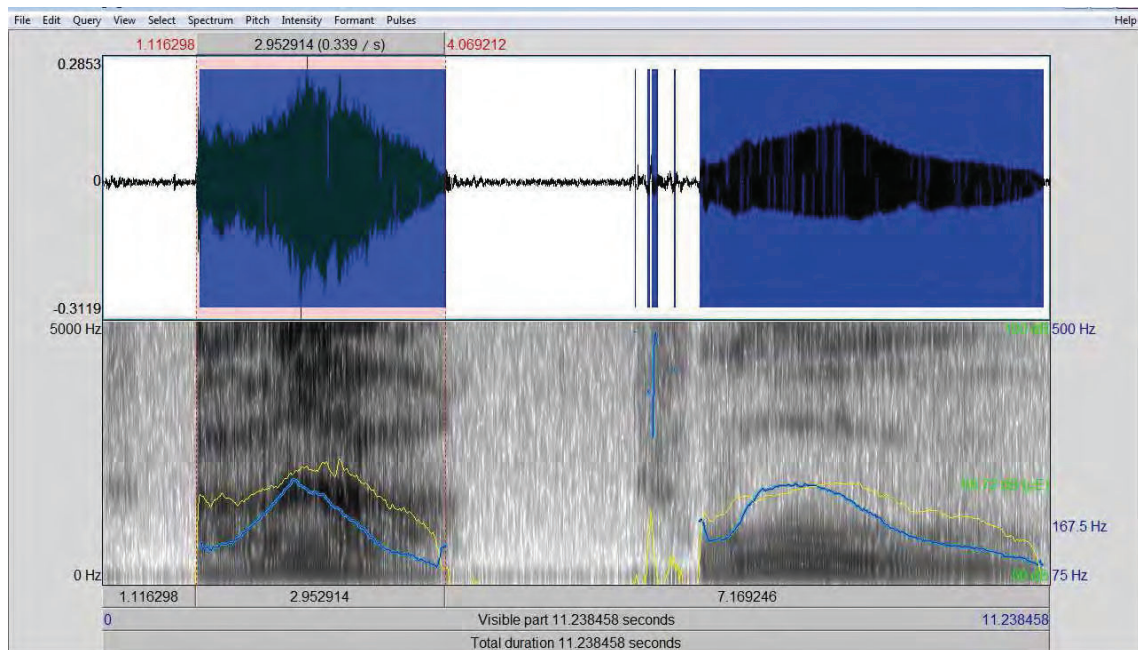 File Edit Query View Select Spectrum Pitch Intensity Formant Pulses Help
1.116298 2.952914 (0.339 / s) 4.069212
0.2853
0
-0.3119
5000 Hz 500 Hz
167.5 Hz
0 Hz 75 Hz
1.116298 2.952914 7.169246
0 Visible part 11.238458 seconds 11.238458
Total duration 11.238458 seconds